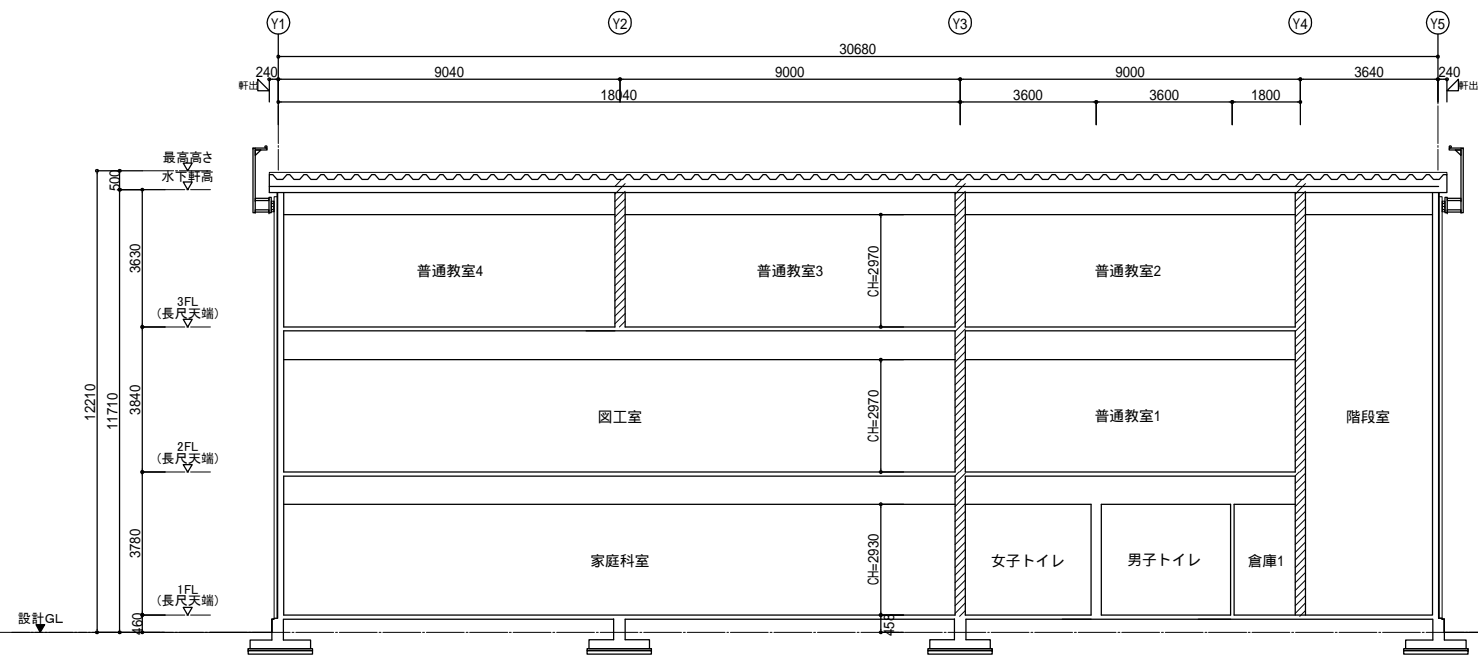 Y1
Y2
Y3
Y4
Y5
30680
240
9040
9000
9000
3640
240
軒出
軒出
18040
3600
3600
1800
最高高さ
水下軒高
500
3630
普通教室4
普通教室3
CH=2970
普通教室2
3FL
(長尺天端)
12210
11710
3840
図工室
CH=2970
普通教室1
階段室
2FL
(長尺天端)
3780
家庭科室
CH=2930
女子トイレ
男子トイレ
倉庫1
1FL
(長尺天端)
設計GL
460